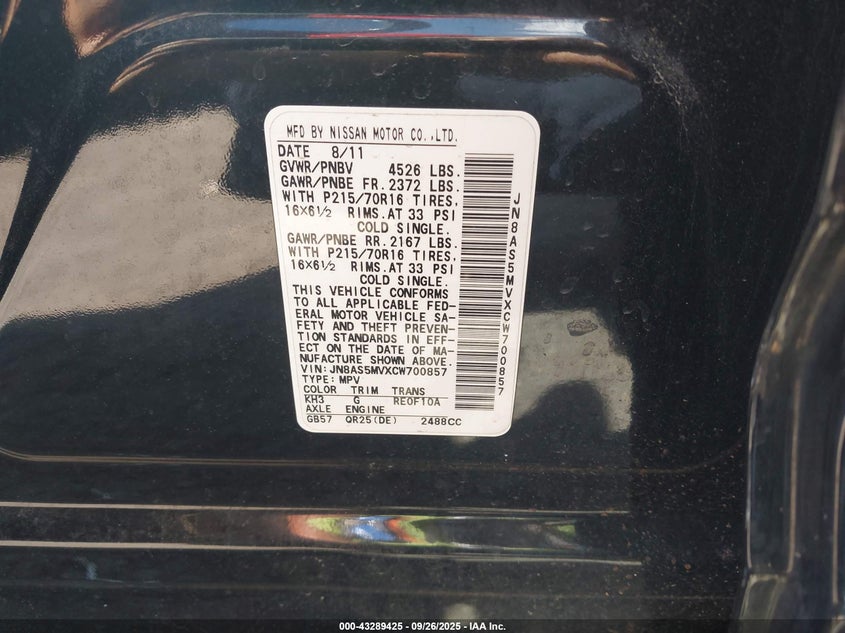 MFD BY NISSAN MOTOR CO.,LTD.
DATE 8/11
GVWR/PNBV 4526 LBS.
GAWR/PNBE FR. 2372 LBS.
WITH P215/70R16 TIRES,
16×6½ RIMS.AT 33 PSI
COLD SINGLE.
GAWR/PNBE RR. 2167 LBS.
WITH P215/70R16 TIRES,
16×6½ RIMS.AT 33 PSI
COLD SINGLE.
THIS VEHICLE CONFORMS
TO ALL APPLICABLE FED-
ERAL MOTOR VEHICLE SA-
FETY AND THEFT PREVEN-
TION STANDARDS IN EFF-
ECT ON THE DATE OF MA-
NUFACTURE SHOWN ABOVE.
VIN: JN8AS5MVXCW700857
TYPE: MPV
COLOR TRIM TRANS
KH3 G RE0F10A
AXLE ENGINE
GB57 QR25(DE) 2488CC
JN8AS5MVXCW700857
000-43289425 - 09/26/2025 - IAA Inc.